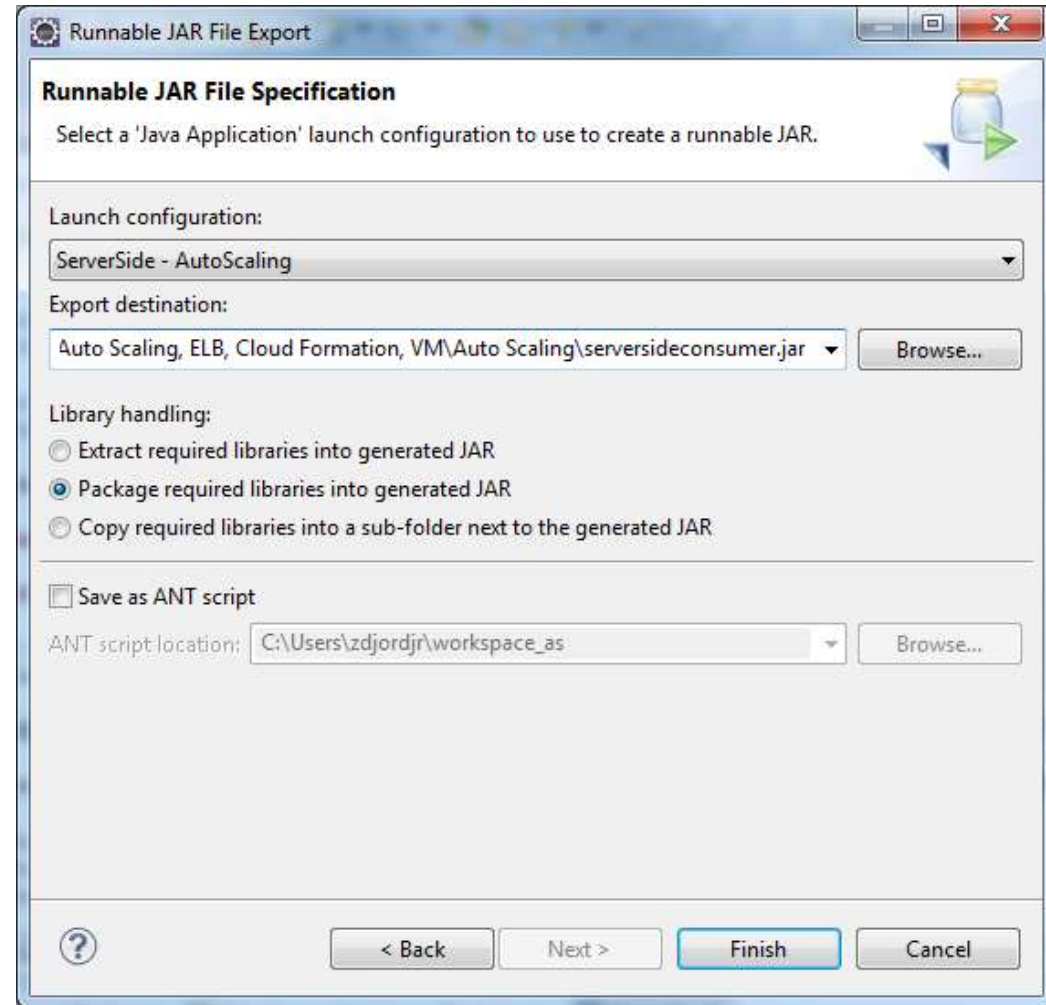 Runnable JAR File Export
Runnable JAR File Specification
Select a 'Java Application' launch configuration to use to create a runnable JAR.
Launch configuration:
ServerSide - AutoScaling
Export destination:
Auto Scaling, ELB, Cloud Formation, VM\Auto Scaling\serversideconsumer.jar
Browse...
Library handling:
Extract required libraries into generated JAR
Package required libraries into generated JAR
Copy required libraries into a sub-folder next to the generated JAR
Save as ANT script
ANT script location:
C:\Users\zdjordjr\workspace_as
Browse...
?
< Back
Next >
Finish
Cancel